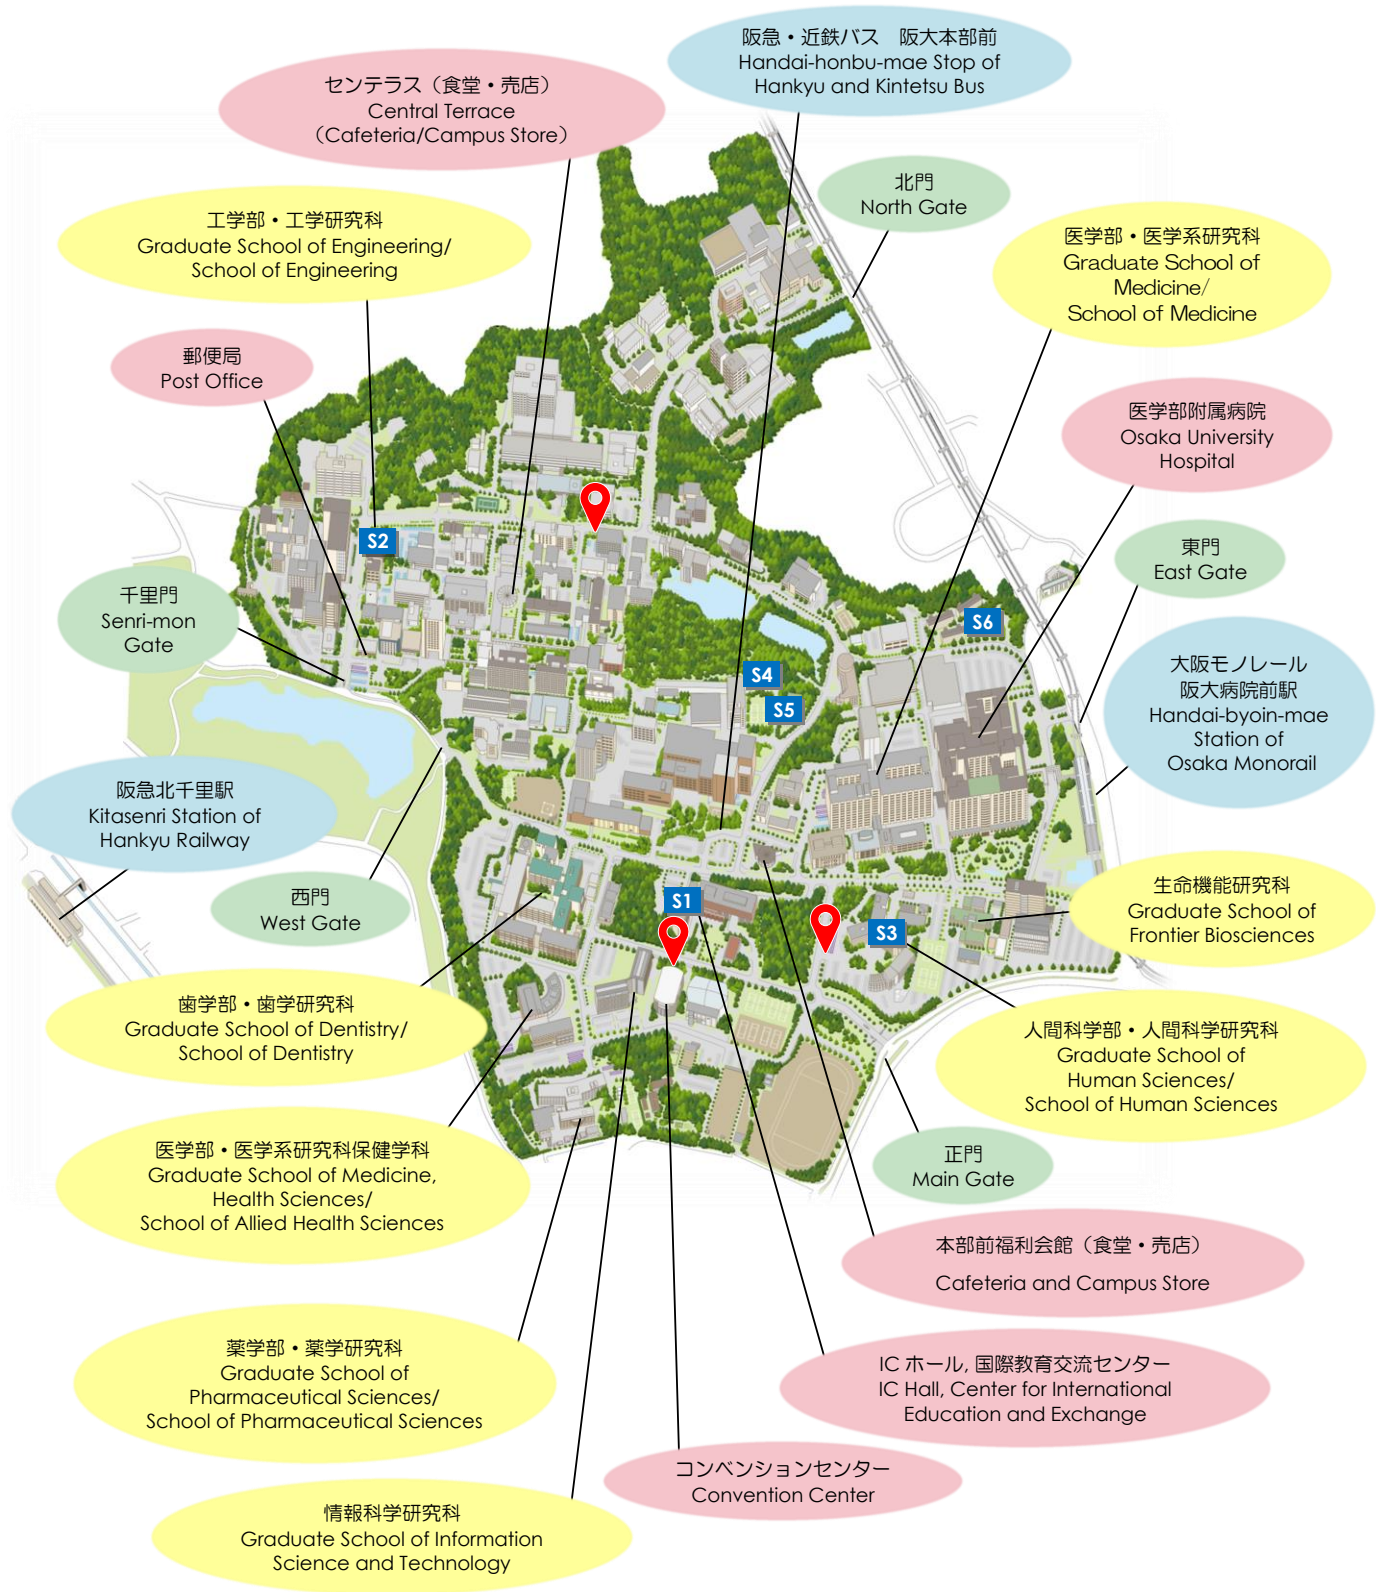 阪急・近鉄バス　阪大本部前
Handai-honbu-mae Stop of
Hankyu and Kintetsu Bus
センテラス（食堂・売店）
Central Terrace
（Cafeteria/Campus Store）
北門
North Gate
工学部・工学研究科
Graduate School of Engineering/
School of Engineering
医学部・医学系研究科
Graduate School of
Medicine/
School of Medicine
郵便局
Post Office
医学部附属病院
Osaka University
Hospital
S2
東門
East Gate
千里門
Senri-mon
Gate
S6
S4
S5
大阪モノレール
阪大病院前駅
Handai-byoin-mae
Station of
Osaka Monorail
阪急北千里駅
Kitasenri Station of
Hankyu Railway
西門
West Gate
S1
S3
生命機能研究科
Graduate School of
Frontier Biosciences
歯学部・歯学研究科
Graduate School of Dentistry/
School of Dentistry
人間科学部・人間科学研究科
Graduate School of
Human Sciences/
School of Human Sciences
医学部・医学系研究科保健学科
Graduate School of Medicine,
Health Sciences/
School of Allied Health Sciences
正門
Main Gate
本部前福利会館（食堂・売店）
Cafeteria and Campus Store
薬学部・薬学研究科
Graduate School of
Pharmaceutical Sciences/
School of Pharmaceutical Sciences
IC ホール, 国際教育交流センター
IC Hall, Center for International
Education and Exchange
コンベンションセンター
Convention Center
情報科学研究科
Graduate School of Information
Science and Technology